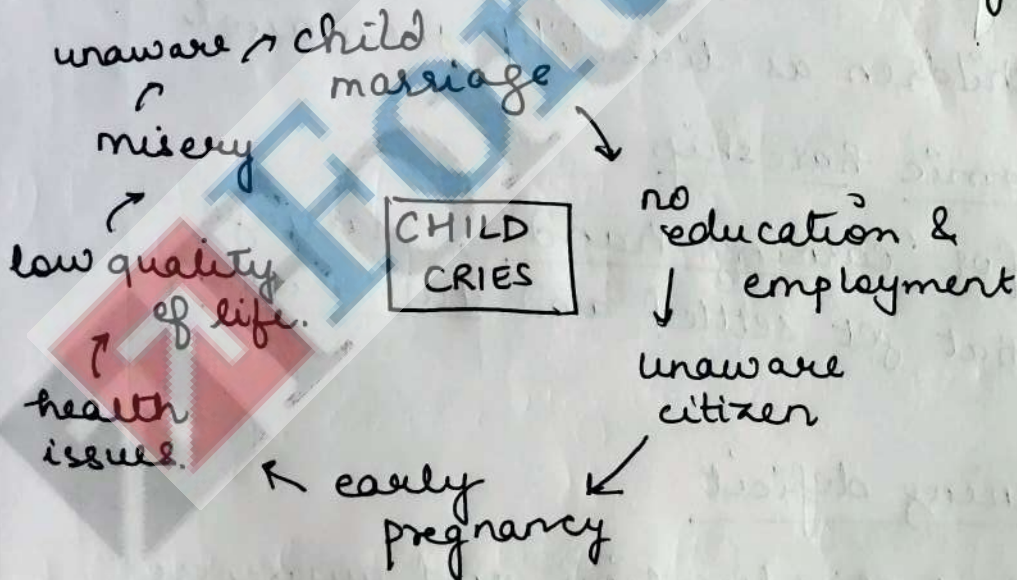 unaware → child
marriage
misery
no
education &
employment
CHILD
CRIES
low quality
of life.
unaware
citizen
health
issues.
early
pregnancy